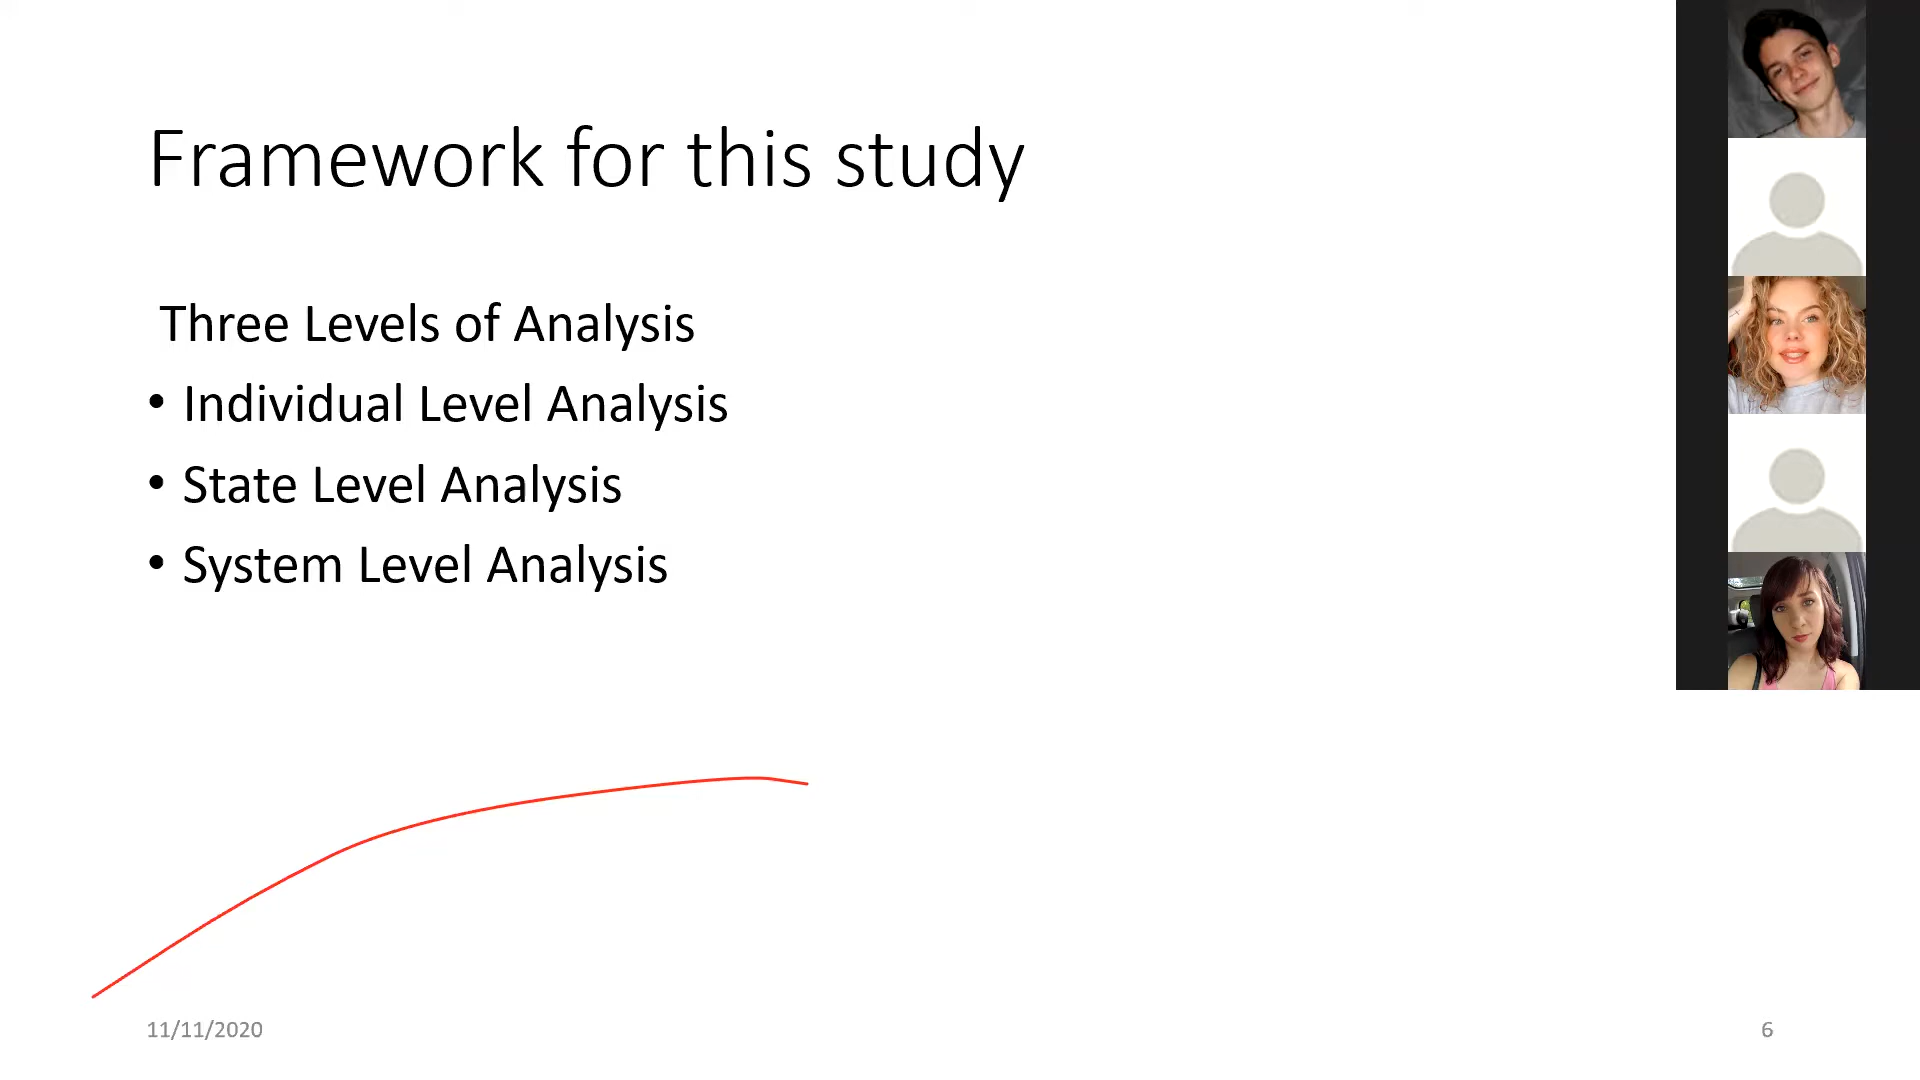 Framework for this study
Three Levels of Analysis
• Individual Level Analysis
• State Level Analysis
• System Level Analysis
11/11/2020
6